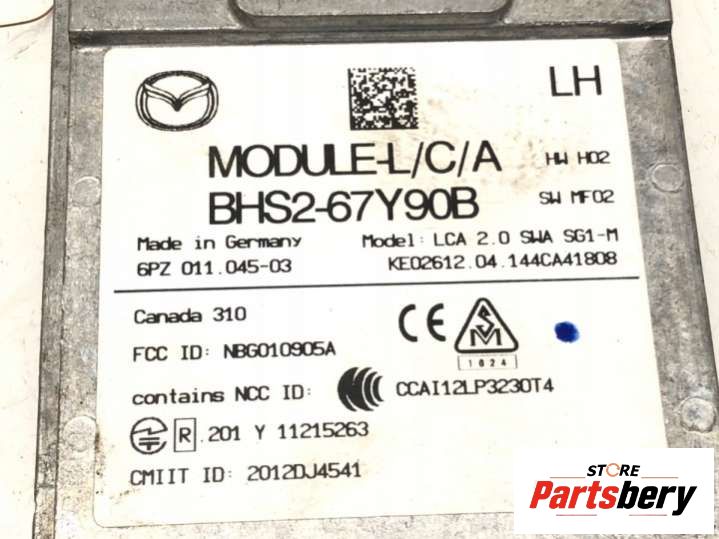 LH
MODULE-L/C/A HW H02
BHS2-67Y90B SW MF02
Made in Germany Model: LCA 2.0 SWA SG1-M
6PZ 011.045-03 KE02612.04.144CA41808
Canada 310
FCC ID: NBG010905A
CE S M
1024
contains NCC ID: CCAI12LP3230T4
R 201 Y 11215263
CMIIT ID: 2012DJ4541
STORE
Partsbery